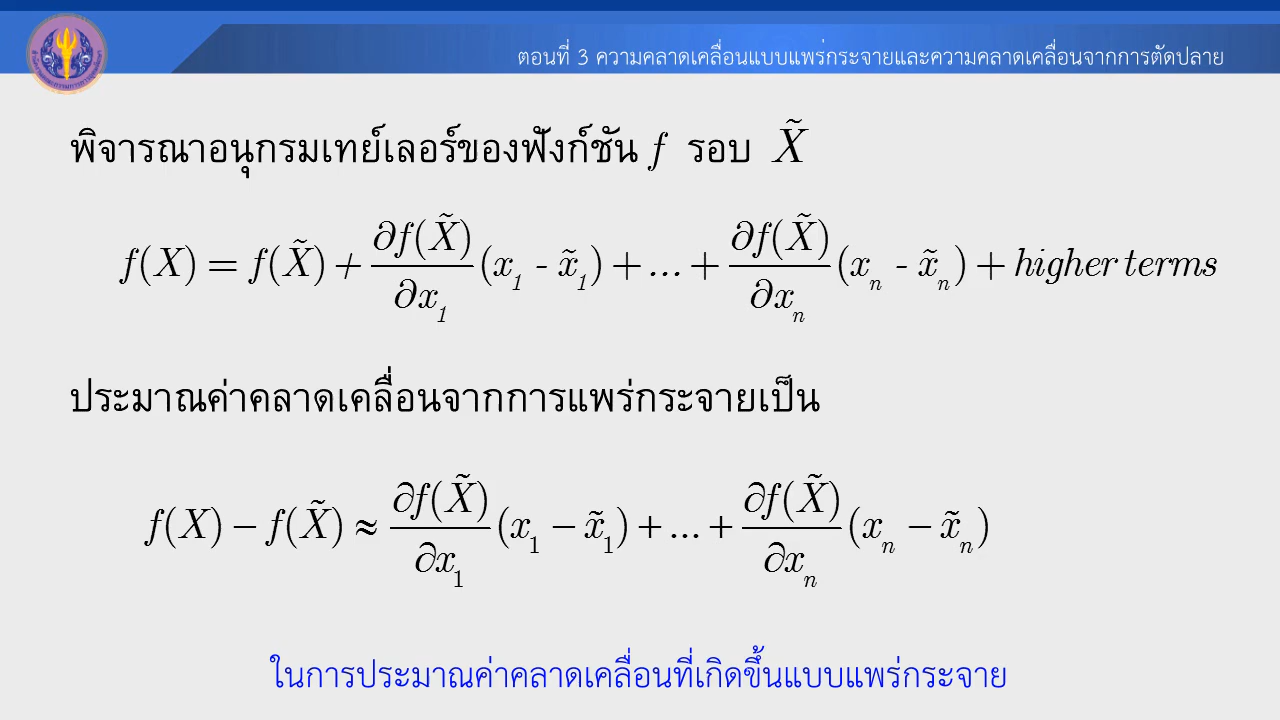 ตอนที่ 3 ความคลาดเคลื่อนแบบแพร่กระจายและความคลาดเคลื่อนจากการตัดปลาย
พิจารณาอนุกรมเทย์เลอร์ของฟังก์ชัน f รอบ X̃
f(X) = f(X̃) + ∂f(X̃)/∂x₁ (x₁ - x̃₁) + ... + ∂f(X̃)/∂xₙ (xₙ - x̃ₙ) + higher terms
ประมาณค่าคลาดเคลื่อนจากการแพร่กระจายเป็น
f(X) − f(X̃) ≈ ∂f(X̃)/∂x₁ (x₁ − x̃₁) + ... + ∂f(X̃)/∂xₙ (xₙ − x̃ₙ)
ในการประมาณค่าคลาดเคลื่อนที่เกิดขึ้นแบบแพร่กระจาย